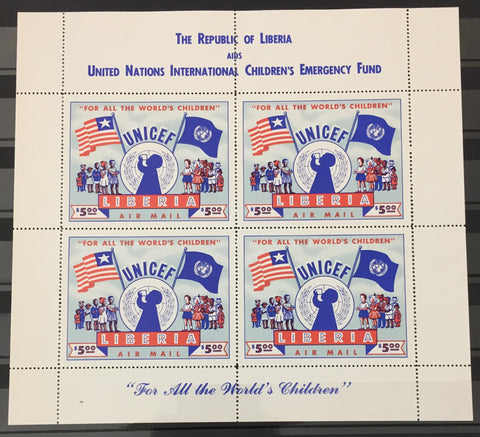 THE REPUBLIC OF LIBERIA
AIDS
UNITED NATIONS INTERNATIONAL CHILDREN'S EMERGENCY FUND
"FOR ALL THE WORLD'S CHILDREN"
UNICEF
LIBERIA
$5.00 AIR MAIL $5.00
"FOR ALL THE WORLD'S CHILDREN"
UNICEF
LIBERIA
$5.00 AIR MAIL $5.00
"FOR ALL THE WORLD'S CHILDREN"
UNICEF
LIBERIA
$5.00 AIR MAIL $5.00
"FOR ALL THE WORLD'S CHILDREN"
UNICEF
LIBERIA
$5.00 AIR MAIL $5.00
"For All the World's Children"